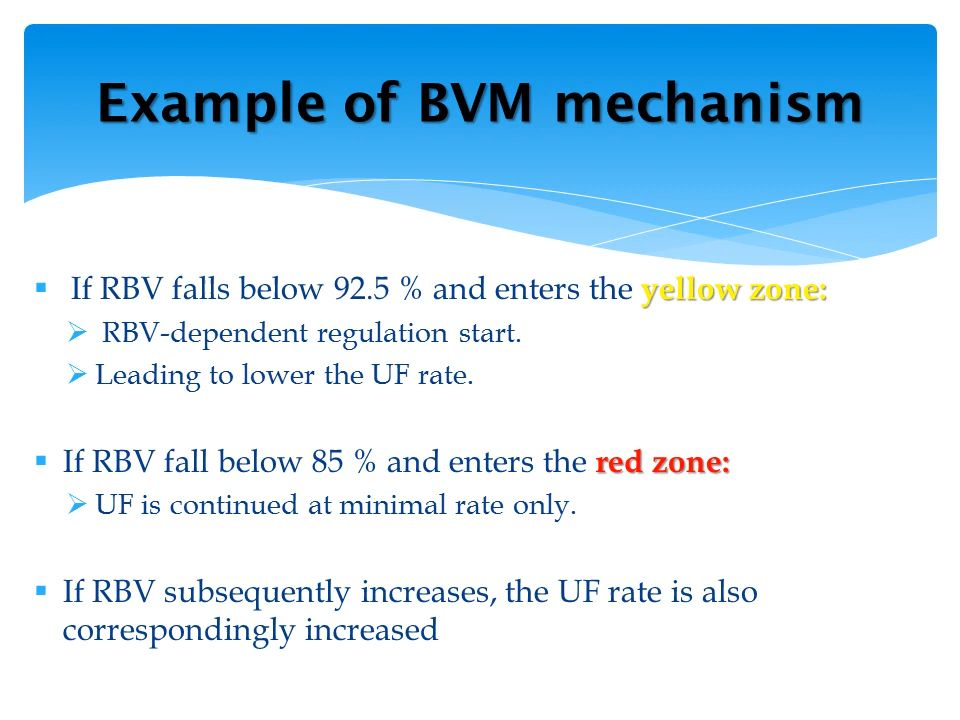 Example of BVM mechanism
If RBV falls below 92.5 % and enters the yellow zone:
RBV-dependent regulation start.
Leading to lower the UF rate.
If RBV fall below 85 % and enters the red zone:
UF is continued at minimal rate only.
If RBV subsequently increases, the UF rate is also
correspondingly increased